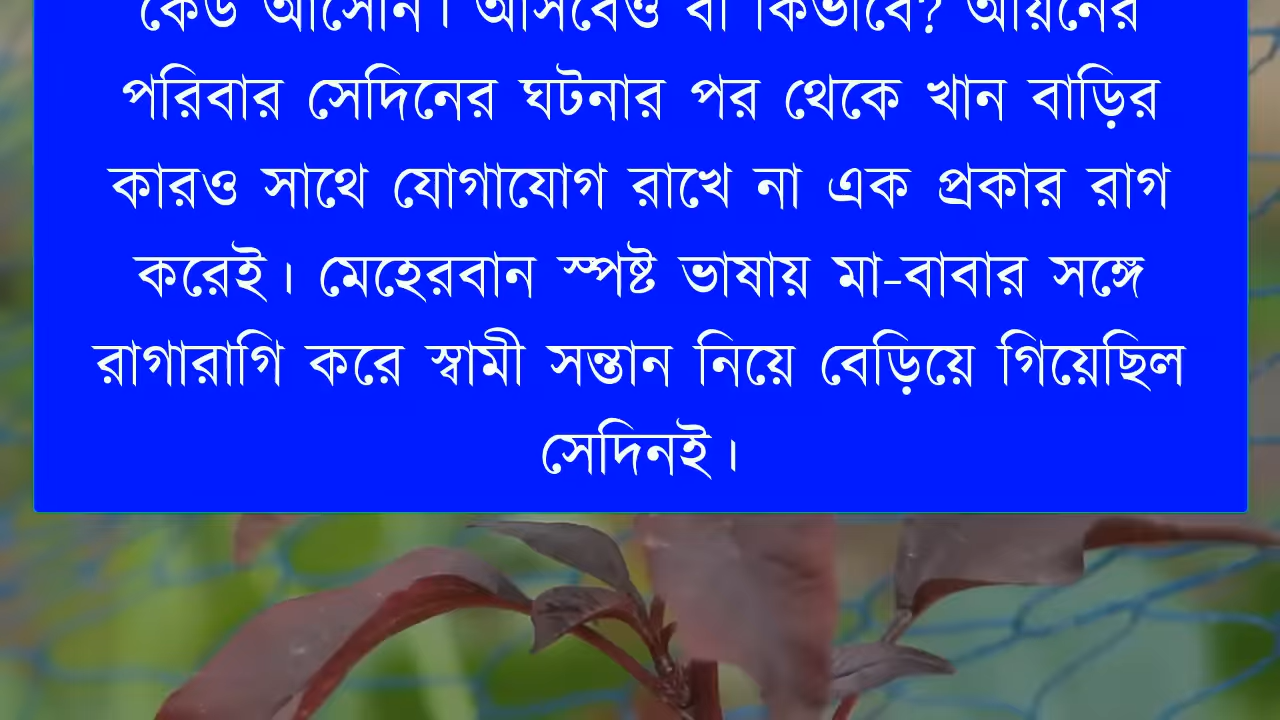 কেউ আসেনি। আসবেও বা কিভাবে? আয়নের
পরিবার সেদিনের ঘটনার পর থেকে খান বাড়ির
কারও সাথে যোগাযোগ রাখে না এক প্রকার রাগ
করেই। মেহেরবান স্পষ্ট ভাষায় মা-বাবার সঙ্গে
রাগারাগি করে স্বামী সন্তান নিয়ে বেড়িয়ে গিয়েছিল
সেদিনই।